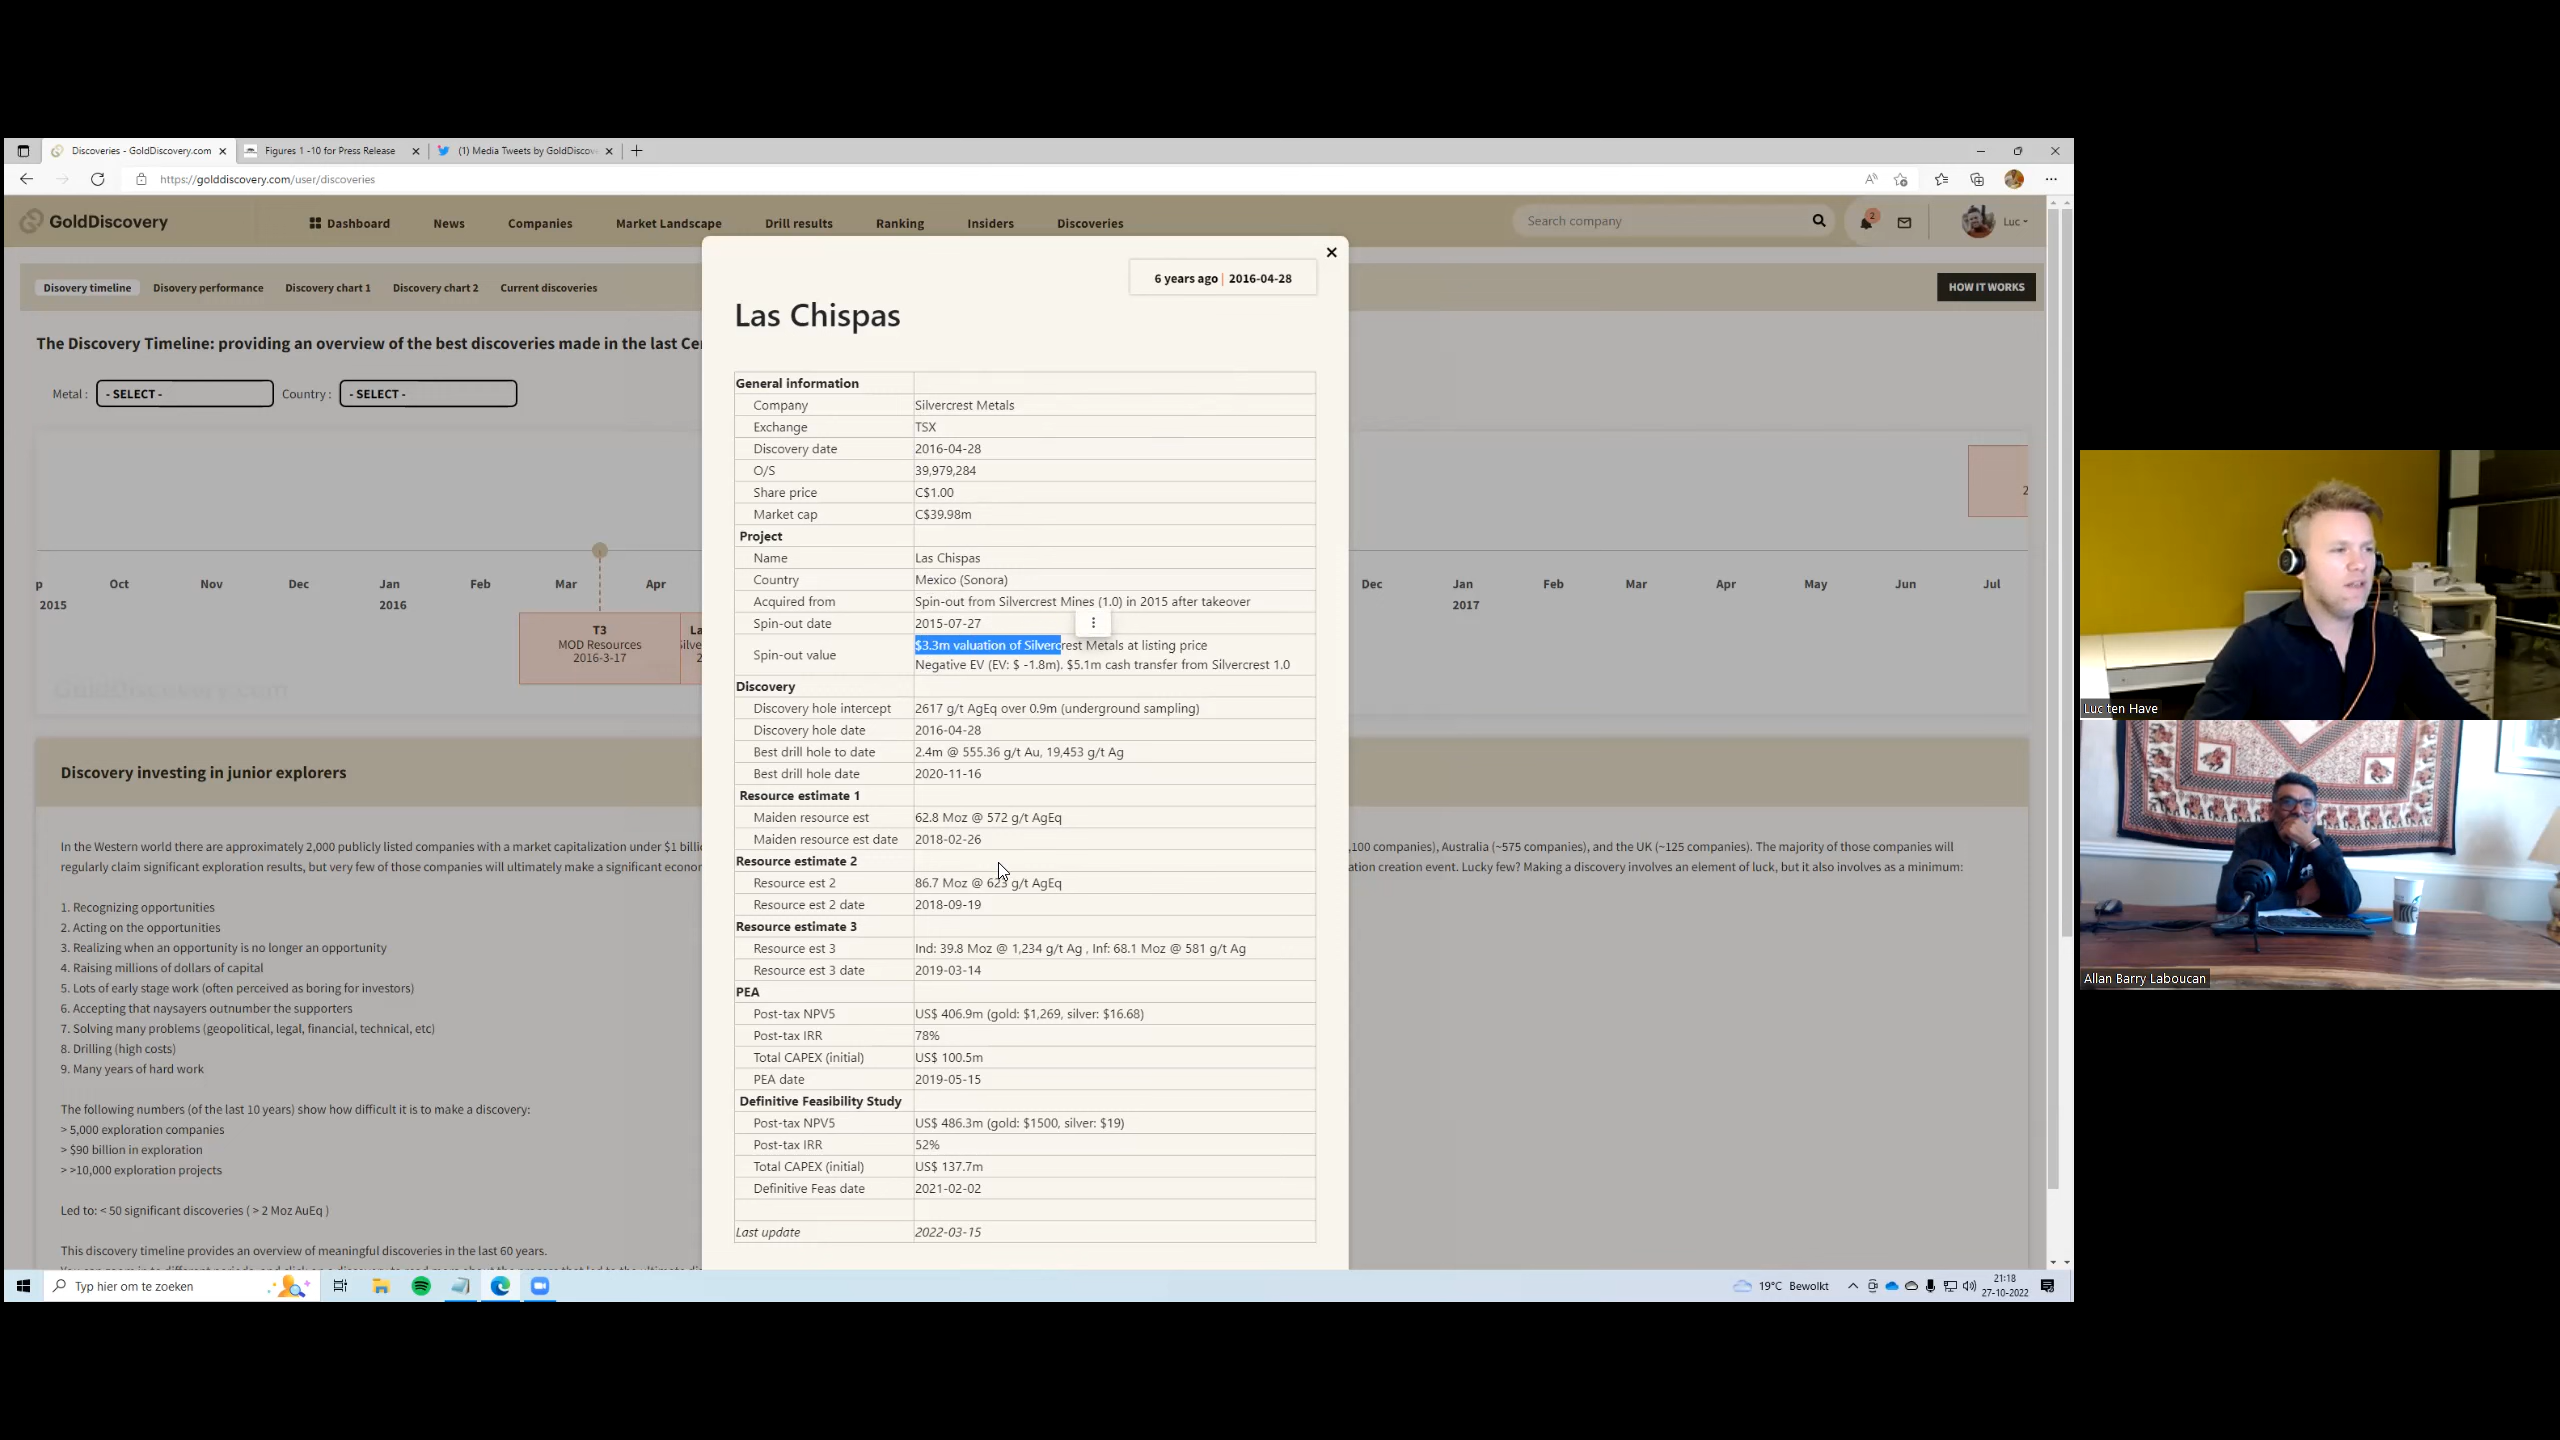 Discoveries - GoldDiscovery.com
Figures 1 -10 for Press Release
(1) Media Tweets by GoldDiscov
https://golddiscovery.com/user/discoveries
GoldDiscovery
Dashboard
News
Companies
Market Landscape
Drill results
Ranking
Insiders
Discoveries
Search company
2
Luc
Disovery timeline
Disovery performance
Discovery chart 1
Discovery chart 2
Current discoveries
HOW IT WORKS
6 years ago | 2016-04-28
Las Chispas
The Discovery Timeline: providing an overview of the best discoveries made in the last Ce
Metal :
- SELECT -
Country :
- SELECT -
p Oct Nov Dec Jan Feb Mar Apr
2015 2016
Dec Jan Feb Mar Apr May Jun Jul
2017
T3
MOD Resources
2016-3-17
La
Silve
2
2
GoldDiscovery.com
General information
Company Silvercrest Metals
Exchange TSX
Discovery date 2016-04-28
O/S 39,979,284
Share price C$1.00
Market cap C$39.98m
Project
Name Las Chispas
Country Mexico (Sonora)
Acquired from Spin-out from Silvercrest Mines (1.0) in 2015 after takeover
Spin-out date 2015-07-27
Spin-out value $3.3m valuation of Silvercrest Metals at listing price
Negative EV (EV: $ -1.8m). $5.1m cash transfer from Silvercrest 1.0
Discovery
Discovery hole intercept 2617 g/t AgEq over 0.9m (underground sampling)
Discovery hole date 2016-04-28
Best drill hole to date 2.4m @ 555.36 g/t Au, 19,453 g/t Ag
Best drill hole date 2020-11-16
Resource estimate 1
Maiden resource est 62.8 Moz @ 572 g/t AgEq
Maiden resource est date 2018-02-26
Resource estimate 2
Resource est 2 86.7 Moz @ 623 g/t AgEq
Resource est 2 date 2018-09-19
Resource estimate 3
Resource est 3 Ind: 39.8 Moz @ 1,234 g/t Ag , Inf: 68.1 Moz @ 581 g/t Ag
Resource est 3 date 2019-03-14
PEA
Post-tax NPV5 US$ 406.9m (gold: $1,269, silver: $16.68)
Post-tax IRR 78%
Total CAPEX (initial) US$ 100.5m
PEA date 2019-05-15
Definitive Feasibility Study
Post-tax NPV5 US$ 486.3m (gold: $1500, silver: $19)
Post-tax IRR 52%
Total CAPEX (initial) US$ 137.7m
Definitive Feas date 2021-02-02
Last update 2022-03-15
Discovery investing in junior explorers
In the Western world there are approximately 2,000 publicly listed companies with a market capitalization under $1 billi
,100 companies), Australia (~575 companies), and the UK (~125 companies). The majority of those companies will
regularly claim significant exploration results, but very few of those companies will ultimately make a significant econor
ation creation event. Lucky few? Making a discovery involves an element of luck, but it also involves as a minimum:
1. Recognizing opportunities
2. Acting on the opportunities
3. Realizing when an opportunity is no longer an opportunity
4. Raising millions of dollars of capital
5. Lots of early stage work (often perceived as boring for investors)
6. Accepting that naysayers outnumber the supporters
7. Solving many problems (geopolitical, legal, financial, technical, etc)
8. Drilling (high costs)
9. Many years of hard work
The following numbers (of the last 10 years) show how difficult it is to make a discovery:
> 5,000 exploration companies
> $90 billion in exploration
> >10,000 exploration projects
Led to: < 50 significant discoveries ( > 2 Moz AuEq )
This discovery timeline provides an overview of meaningful discoveries in the last 60 years.
Luc ten Have
Allan Barry Laboucan
Typ hier om te zoeken
19°C Bewolkt
21:18
27-10-2022